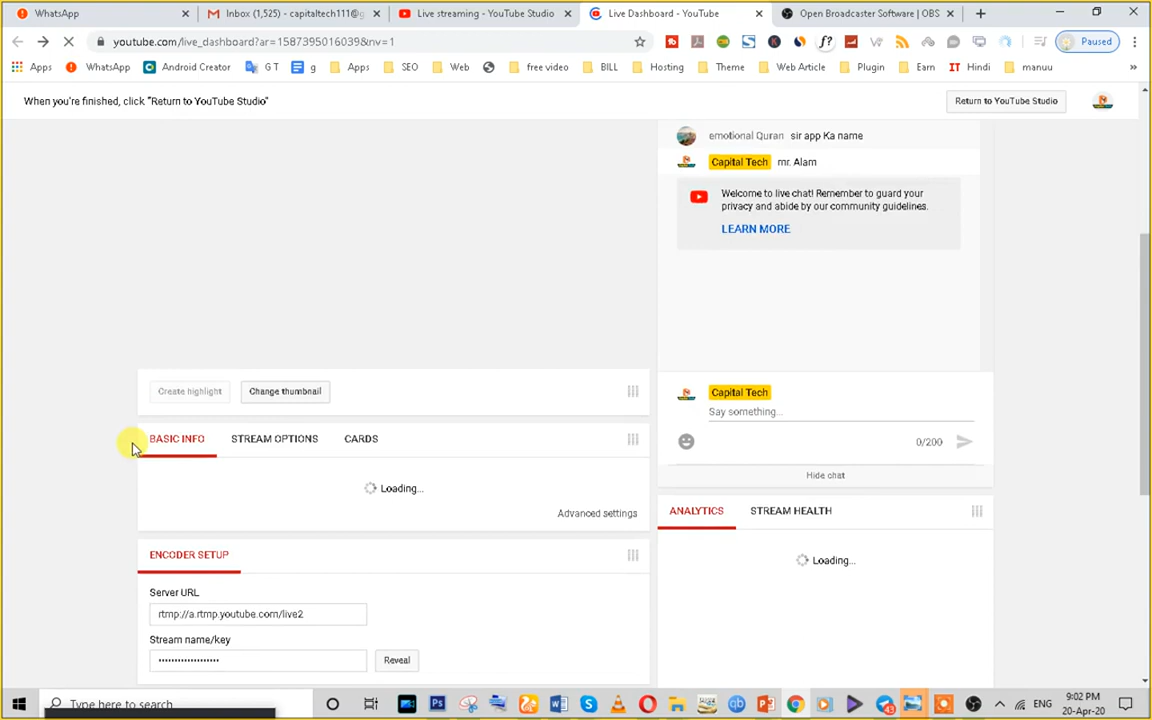 WhatsApp
Inbox (1,525) - capitaltech111@g
Live streaming - YouTube Studio
Live Dashboard - YouTube
Open Broadcaster Software | OBS
youtube.com/live_dashboard?ar=1587395016039&nv=1
Paused
Apps
WhatsApp
Android Creator
G T
g
Apps
SEO
Web
free video
BILL
Hosting
Theme
Web Article
Plugin
Earn
IT Hindi
manuu
When you're finished, click "Return to YouTube Studio"
Return to YouTube Studio
emotional Quran sir app Ka name
Capital Tech mr. Alam
Welcome to live chat! Remember to guard your
privacy and abide by our community guidelines.
LEARN MORE
Create highlight
Change thumbnail
Capital Tech
Say something...
0/200
Hide chat
BASIC INFO
STREAM OPTIONS
CARDS
Loading...
Advanced settings
ANALYTICS
STREAM HEALTH
Loading...
ENCODER SETUP
Server URL
rtmp://a.rtmp.youtube.com/live2
Stream name/key
Reveal
Type here to search
43
ENG
9:02 PM
20-Apr-20